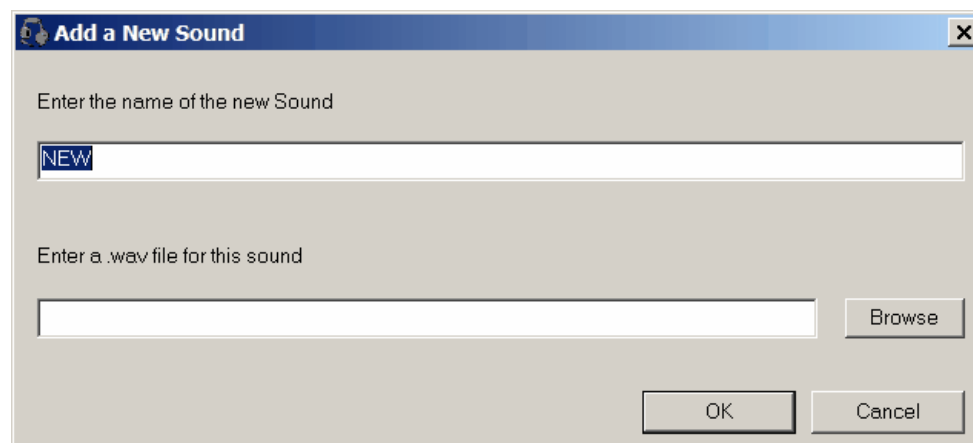 Add a New Sound
Enter the name of the new Sound
NEW
Enter a .wav file for this sound
Browse
OK Cancel